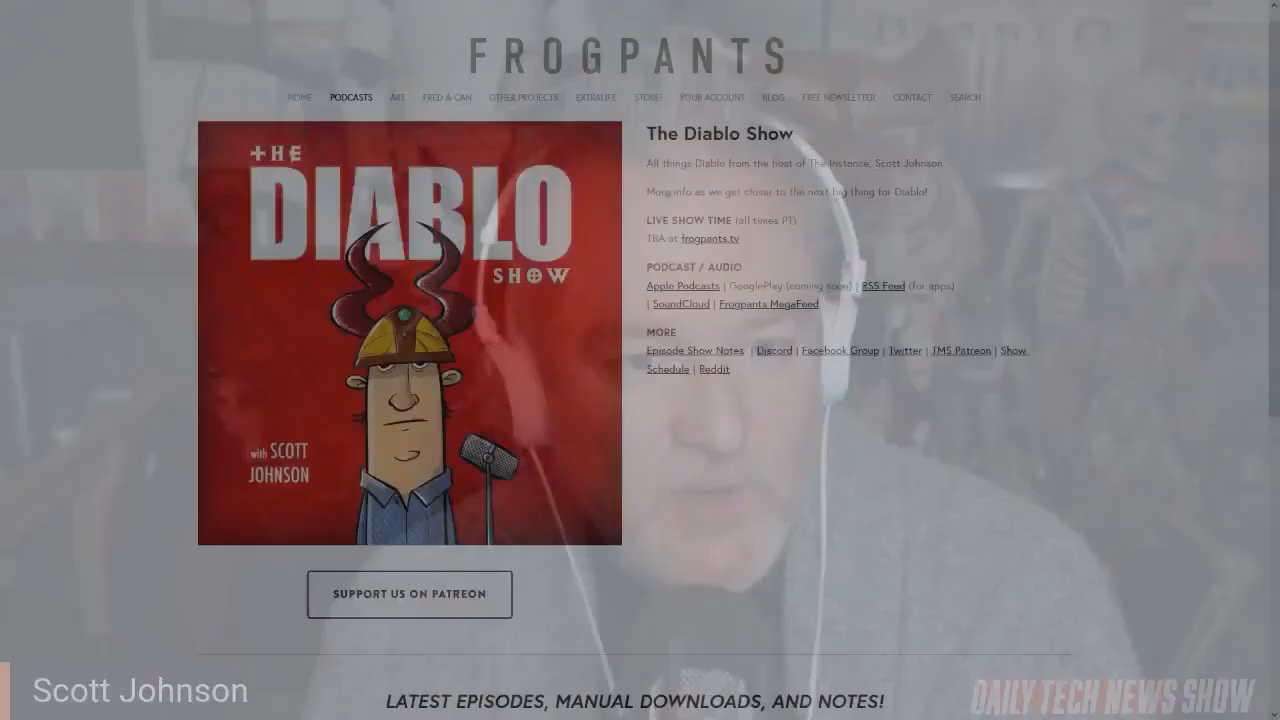 FROGPANTS
HOME PODCASTS ART FRED & CAN OTHER PROJECTS EXTRALIFE STORE! YOUR ACCOUNT BLOG FREE NEWSLETTER CONTACT SEARCH
THE
DIABLO
SHOW
with SCOTT
JOHNSON
The Diablo Show
All things Diablo from the host of The Instance, Scott Johnson.
More info as we get closer to the next big thing for Diablo!
LIVE SHOW TIME (all times PT)
TBA at frogpants.tv
PODCAST / AUDIO
Apple Podcasts | GooglePlay (coming soon) | RSS Feed (for apps)
| SoundCloud | Frogpants MegaFeed
MORE
Episode Show Notes | Discord | Facebook Group | Twitter | TMS Patreon | Show
Schedule | Reddit
SUPPORT US ON PATREON
LATEST EPISODES, MANUAL DOWNLOADS, AND NOTES!
Scott Johnson
DAILY TECH NEWS SHOW